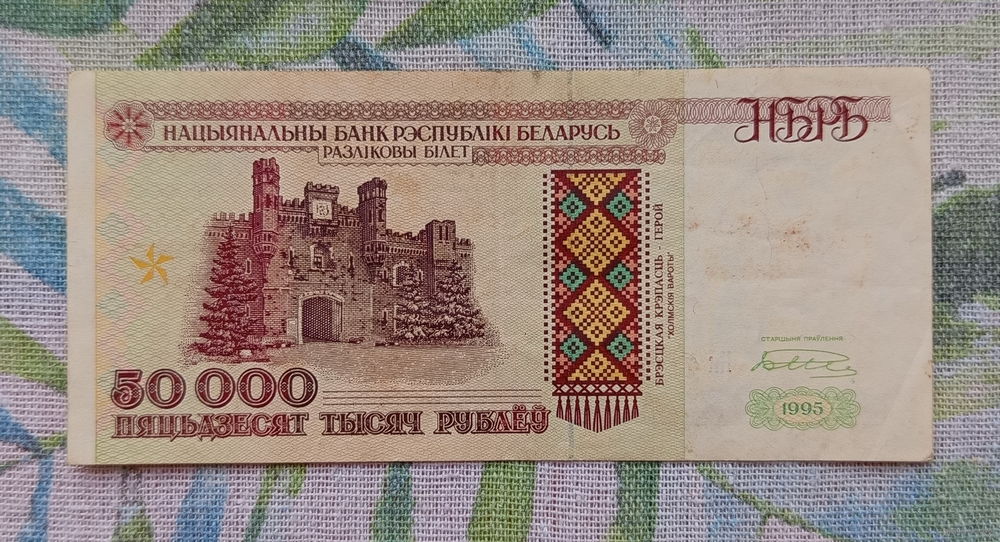 НАЦЫЯНАЛЬНЫ БАНК РЭСПУБЛІКІ БЕЛАРУСЬ
РАЗЛІКОВЫ БІЛЕТ
НБРБ
БРЭСЦКАЯ КРЭПАСЦЬ - ГЕРОЙ
"ХОЛМСКІЯ ВАРОТЫ"
50 000
ПЯЦЬДЗЕСЯТ ТЫСЯЧ РУБЛЁЎ
СТАРШЫНЯ ПРАЎЛЕННЯ
1995